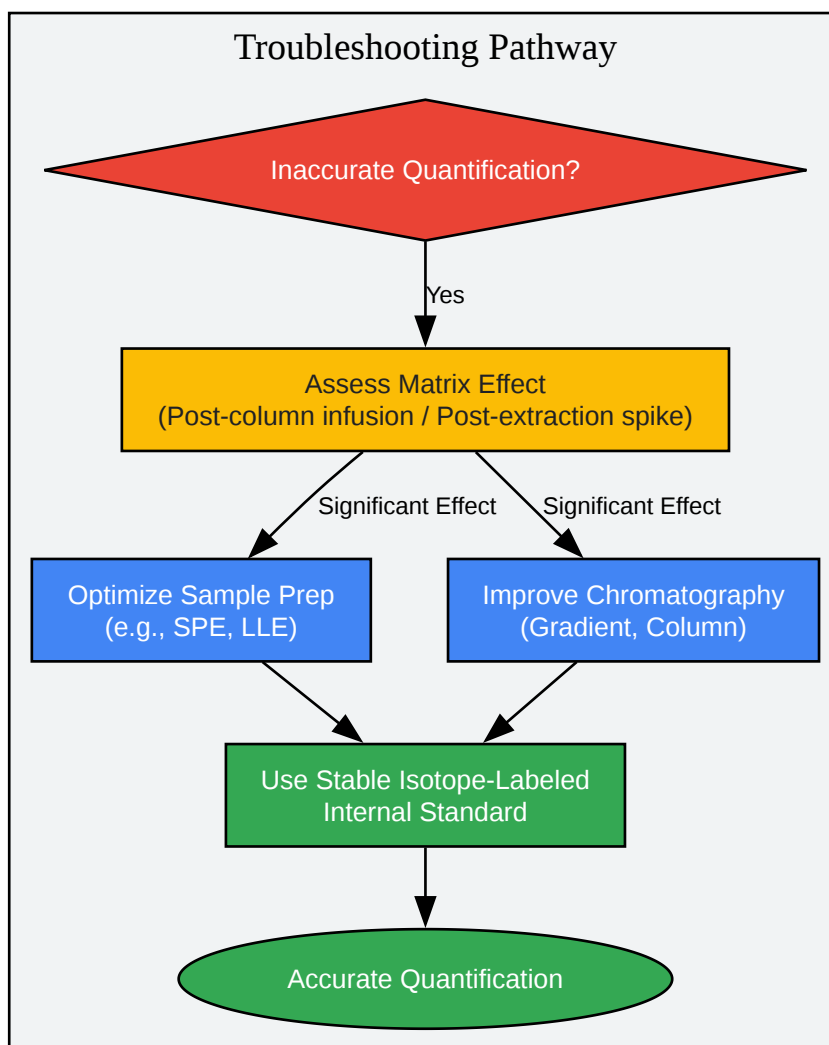 Troubleshooting Pathway
Inaccurate Quantification?
Yes
Assess Matrix Effect
(Post-column infusion / Post-extraction spike)
Significant Effect
Significant Effect
Optimize Sample Prep
(e.g., SPE, LLE)
Improve Chromatography
(Gradient, Column)
Use Stable Isotope-Labeled
Internal Standard
Accurate Quantification